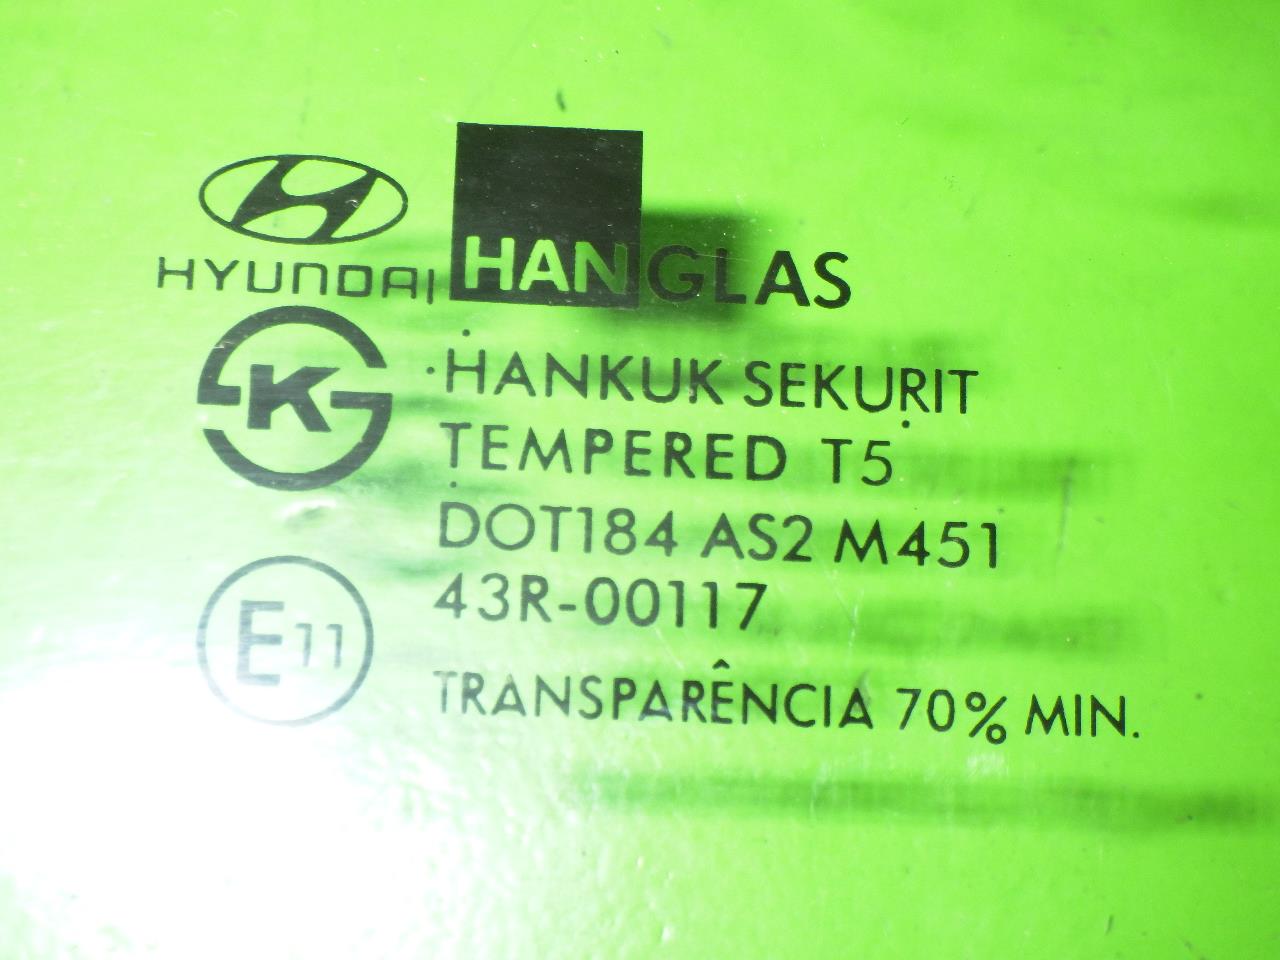 HYUNDAI
HANGLAS
K
HANKUK SEKURIT
TEMPERED T5
DOT184 AS2 M451
43R-00117
E11
TRANSPARÊNCIA 70% MIN.